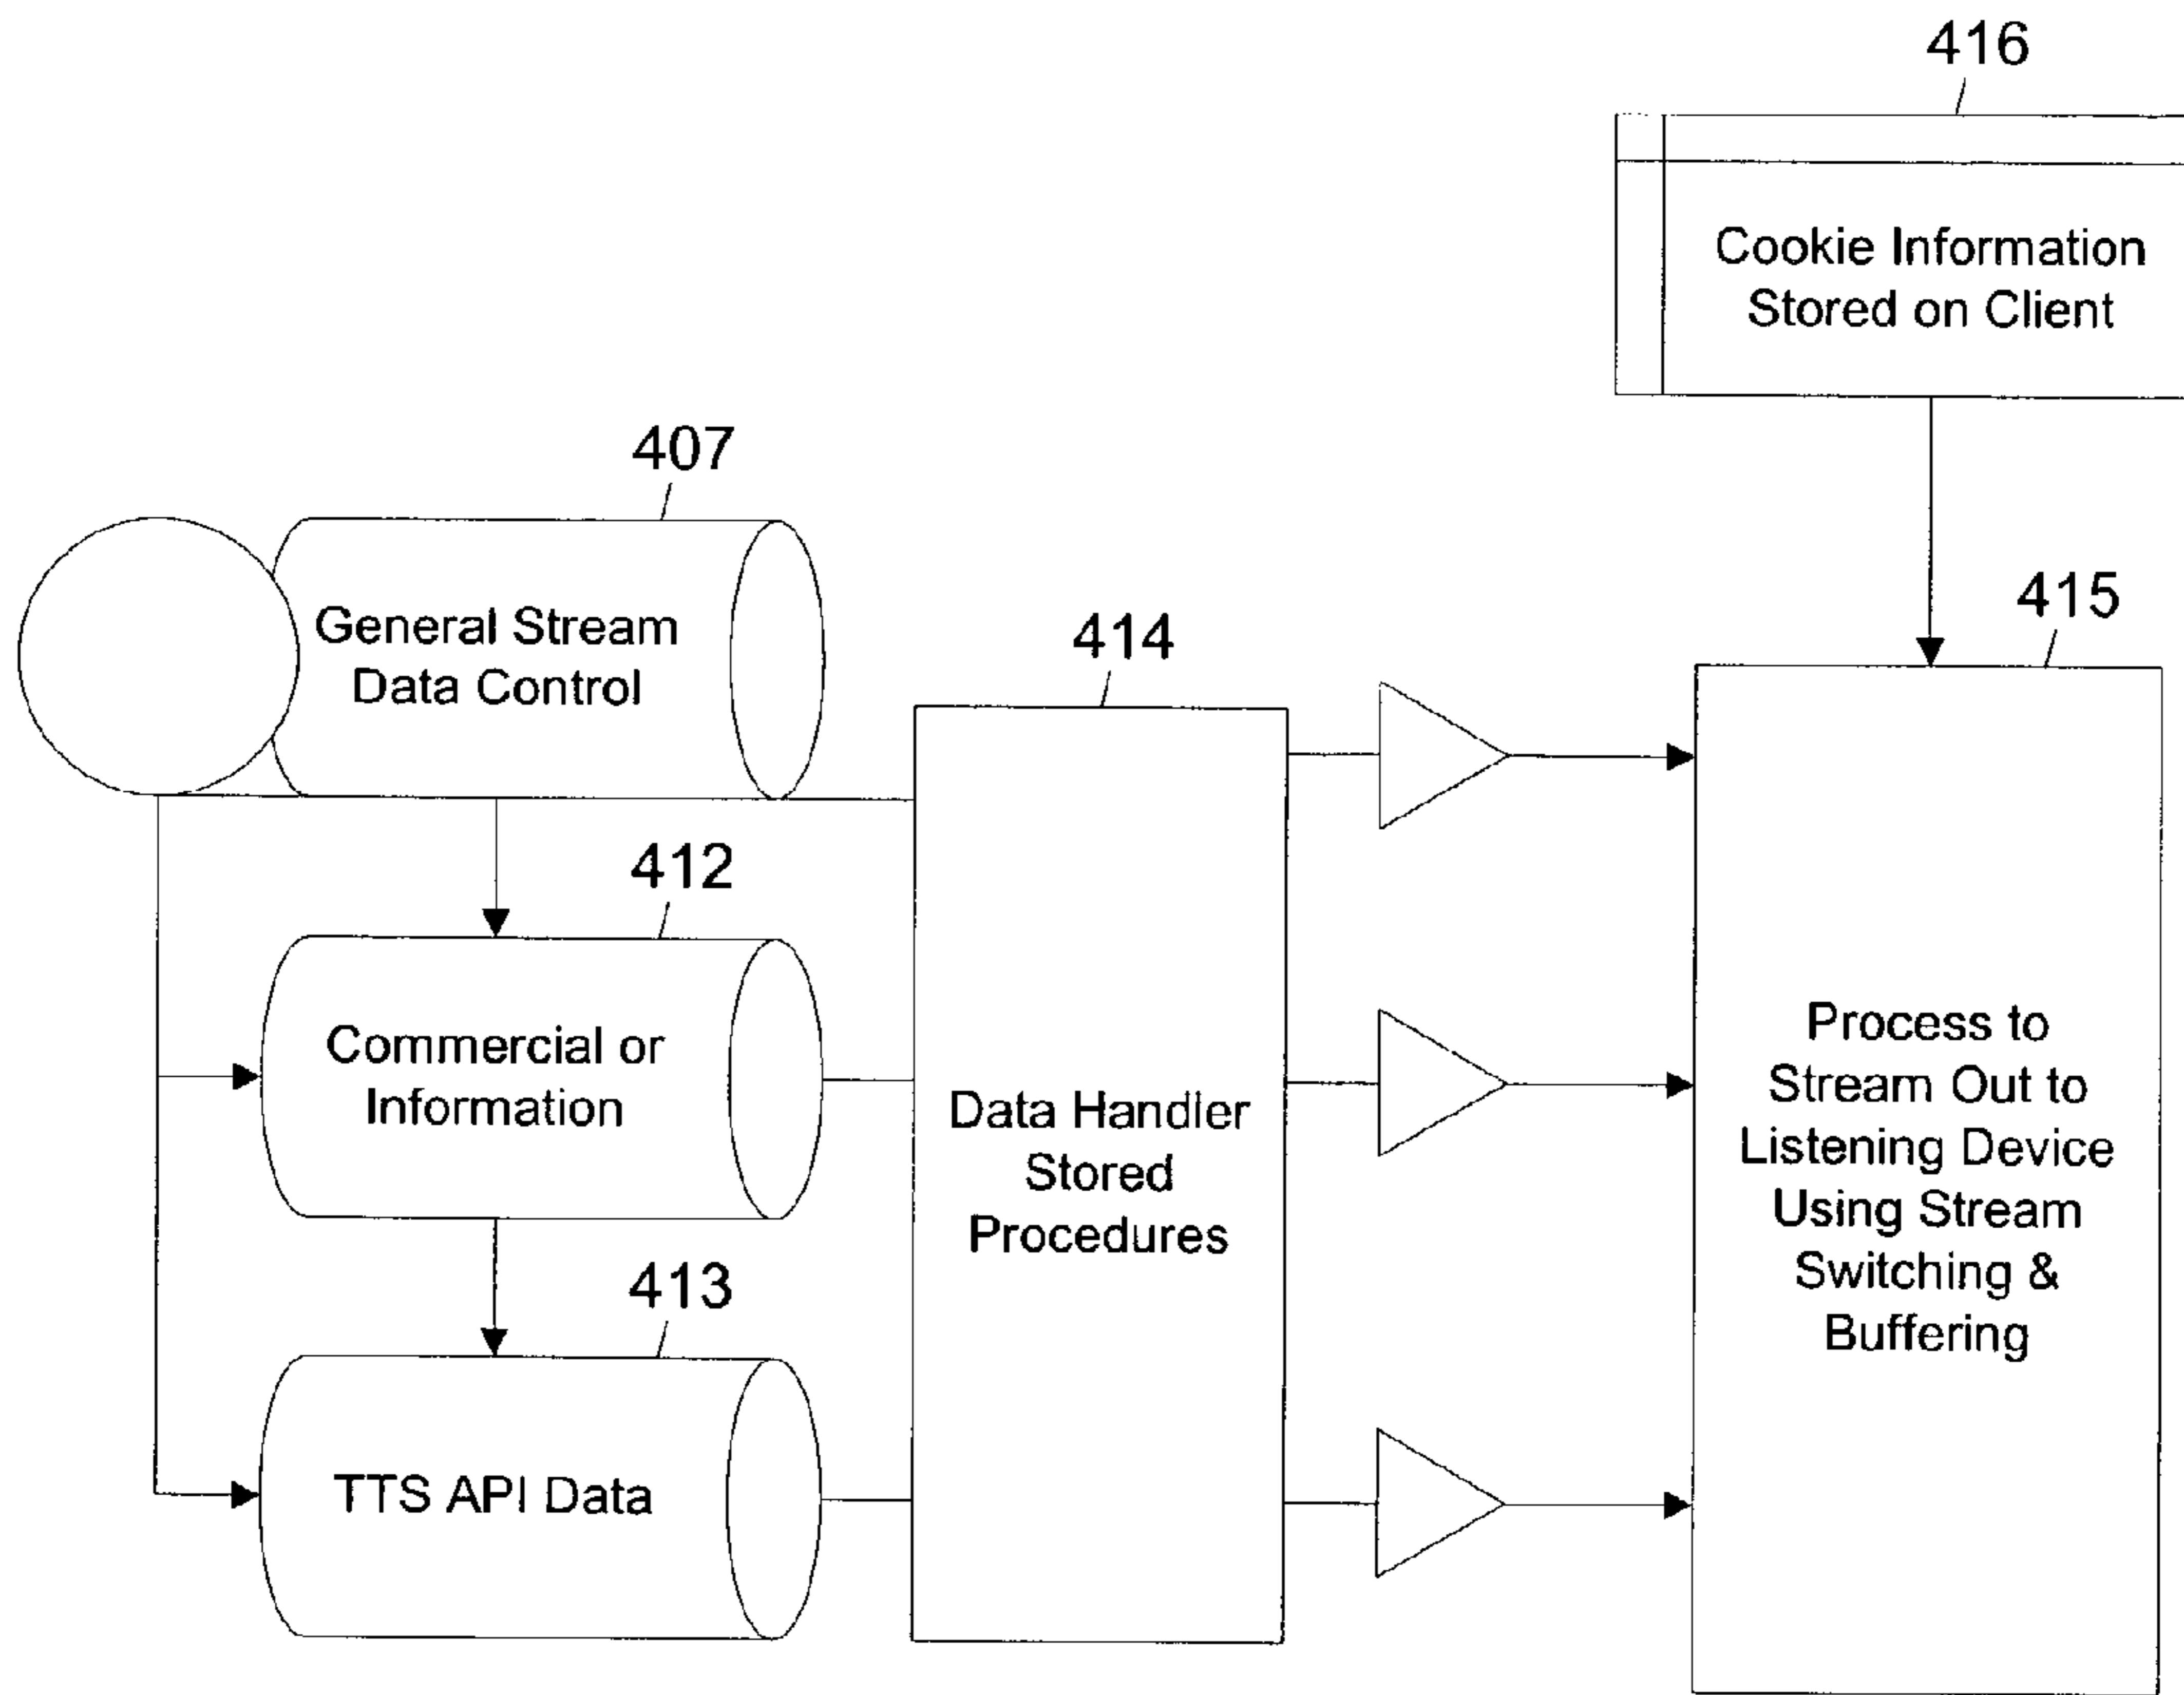 416
Cookie Information
Stored on Client
407
General Stream
Data Control
415
414
412
Commercial or
Information
Data Handler
Stored
Procedures
Process to
Stream Out to
Listening Device
Using Stream
Switching &
Buffering
413
TTS API Data